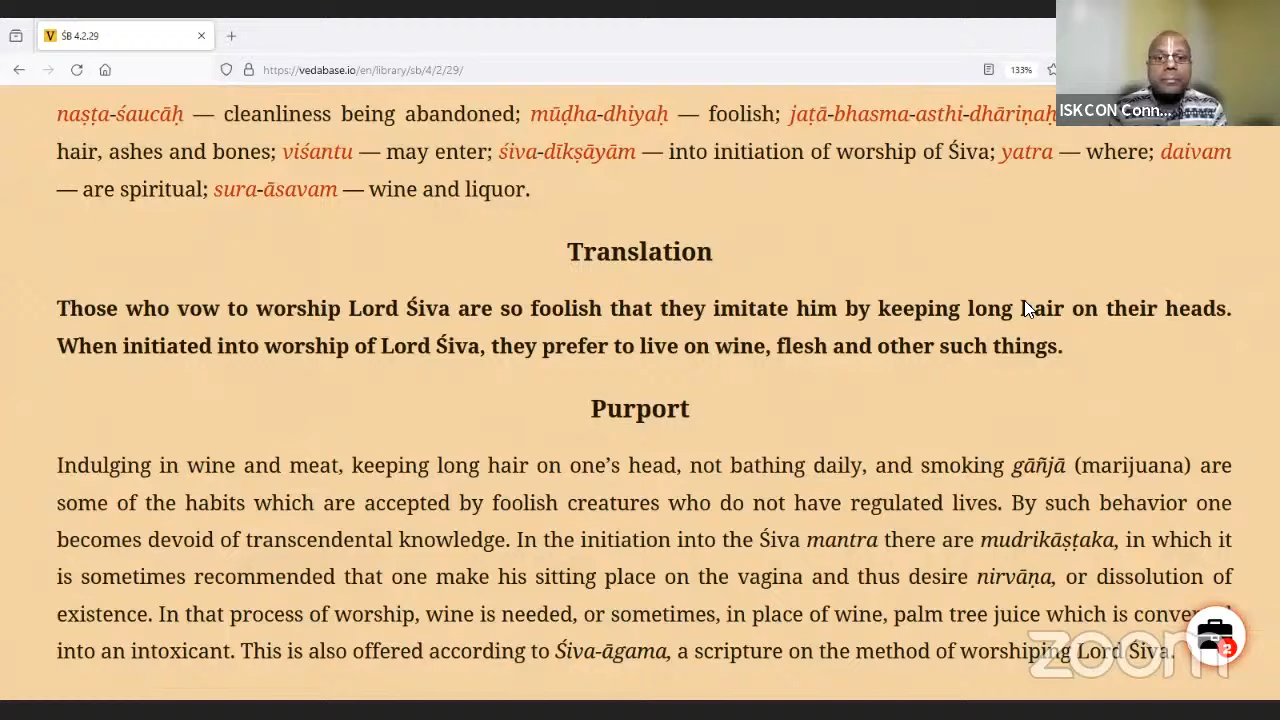 ŚB 4.2.29
https://vedabase.io/en/library/sb/4/2/29/
133%
ISKCON Conn...
naṣṭa-śaucāḥ — cleanliness being abandoned; mūḍha-dhiyaḥ — foolish; jaṭā-bhasma-asthi-dhāriṇaḥ
hair, ashes and bones; viśantu — may enter; śiva-dīkṣāyām — into initiation of worship of Śiva; yatra — where; daivam
— are spiritual; sura-āsavam — wine and liquor.
Translation
Those who vow to worship Lord Śiva are so foolish that they imitate him by keeping long hair on their heads.
When initiated into worship of Lord Śiva, they prefer to live on wine, flesh and other such things.
Purport
Indulging in wine and meat, keeping long hair on one’s head, not bathing daily, and smoking gāñjā (marijuana) are
some of the habits which are accepted by foolish creatures who do not have regulated lives. By such behavior one
becomes devoid of transcendental knowledge. In the initiation into the Śiva mantra there are mudrikāṣṭaka, in which it
is sometimes recommended that one make his sitting place on the vagina and thus desire nirvāṇa, or dissolution of
existence. In that process of worship, wine is needed, or sometimes, in place of wine, palm tree juice which is
into an intoxicant. This is also offered according to Śiva-āgama, a scripture on the method of worshiping Lord Śiva.
2
zoom